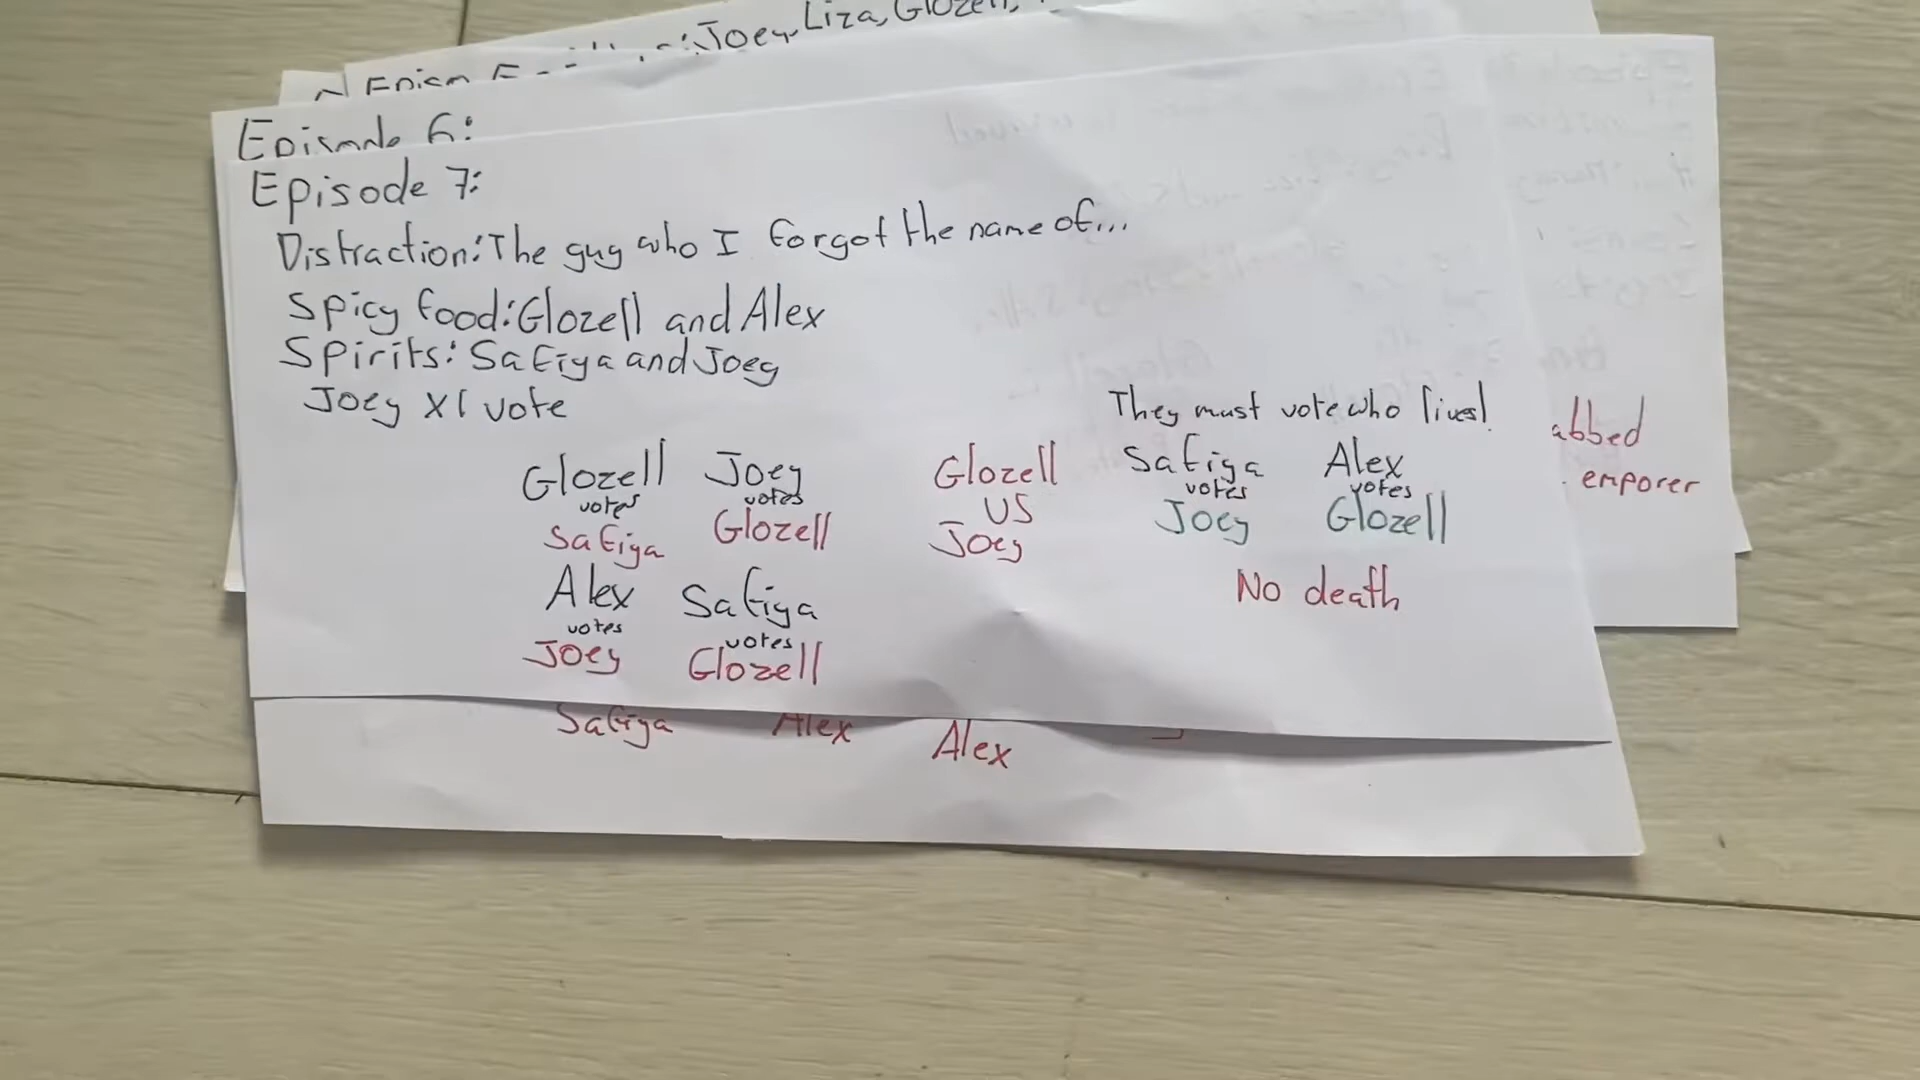 Joey, Liza, Glozell,
Episode 6:
Episode 7:
Distraction: The guy who I forgot the name of...
Spicy food: Glozell and Alex
Spirits: Safiya and Joey
Joey X1 vote
Glozell votes Safiya
Joey votes Glozell
Alex votes Joey
Safiya votes Glozell
Glozell
VS
Joey
They must vote who lives!
Safiya votes Joey
Alex votes Glozell
No death
abbed
emporer
Safiya Alex
Alex